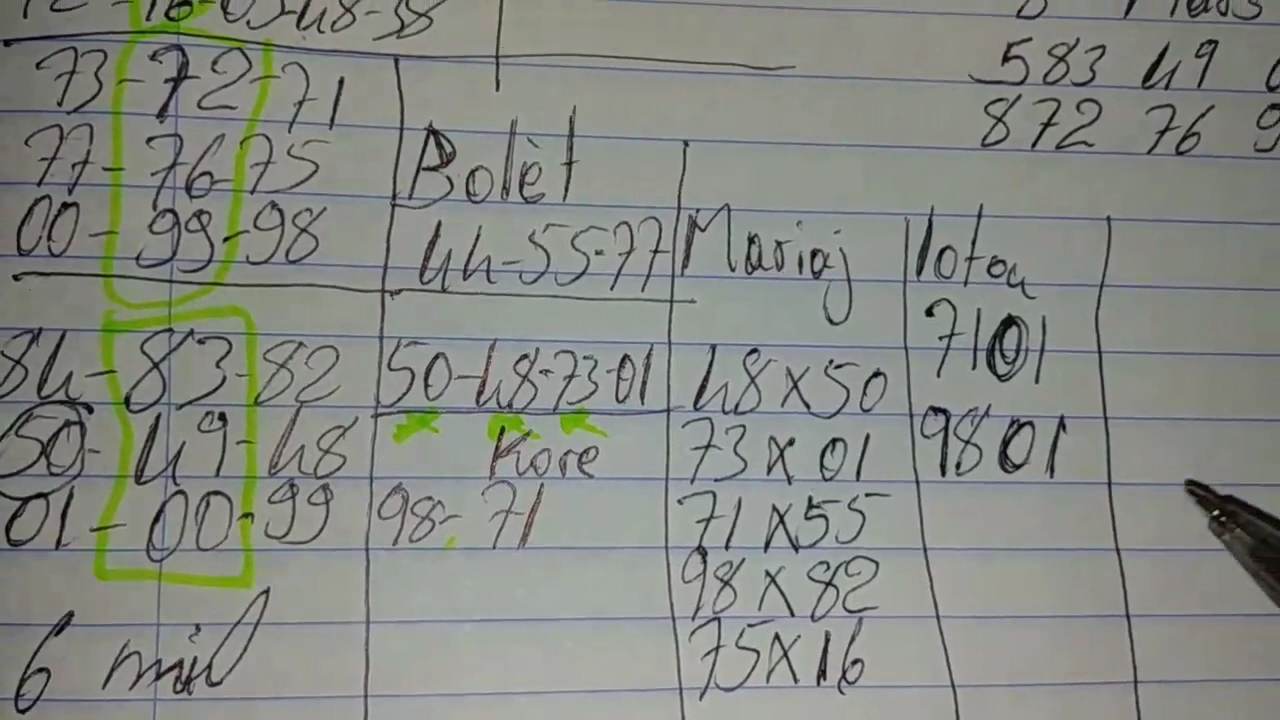 73-72-71
77-76-75
00-99-98
84-83-82
50-49-48
01-00-99
6 mil
Bolèt
44-55-77
50-48-73-01
Kore
98-71
Mariaj
48x50
73x01
71x55
98x82
75x16
lotou
7101
9801
583 49
872 76